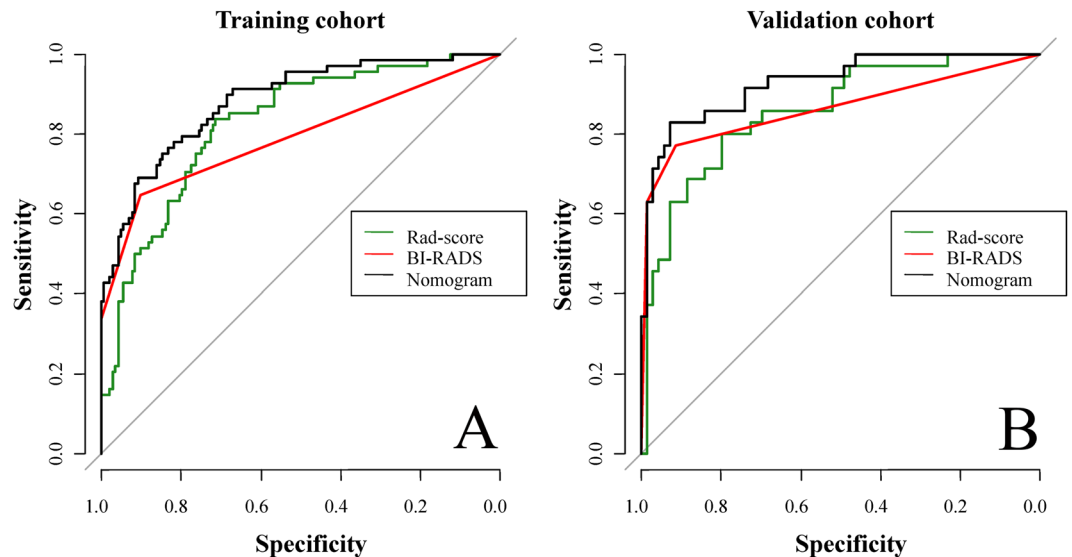 Training cohort
Sensitivity
1.0
0.8
0.6
0.4
0.2
0.0
Rad-score
BI-RADS
Nomogram
A
1.0 0.8 0.6 0.4 0.2 0.0
Specificity
Validation cohort
Sensitivity
1.0
0.8
0.6
0.4
0.2
0.0
Rad-score
BI-RADS
Nomogram
B
1.0 0.8 0.6 0.4 0.2 0.0
Specificity